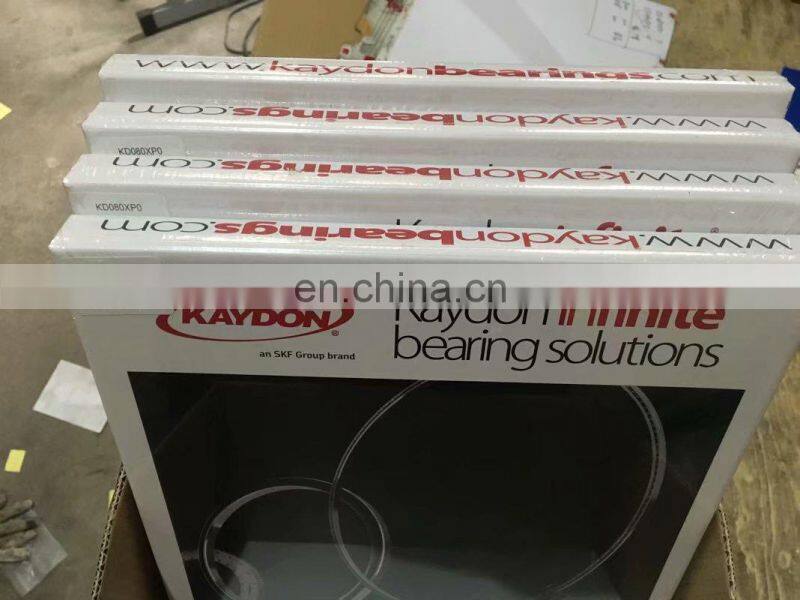 www.kaydonbearings.com
www.kaydonbearings.com
KD080XP0
www.kaydonbearings.com
KD080XP0
www.kaydonbearings.com
en.china.cn
KAYDON®
an SKF Group brand
Kaydon infinite
bearing solutions